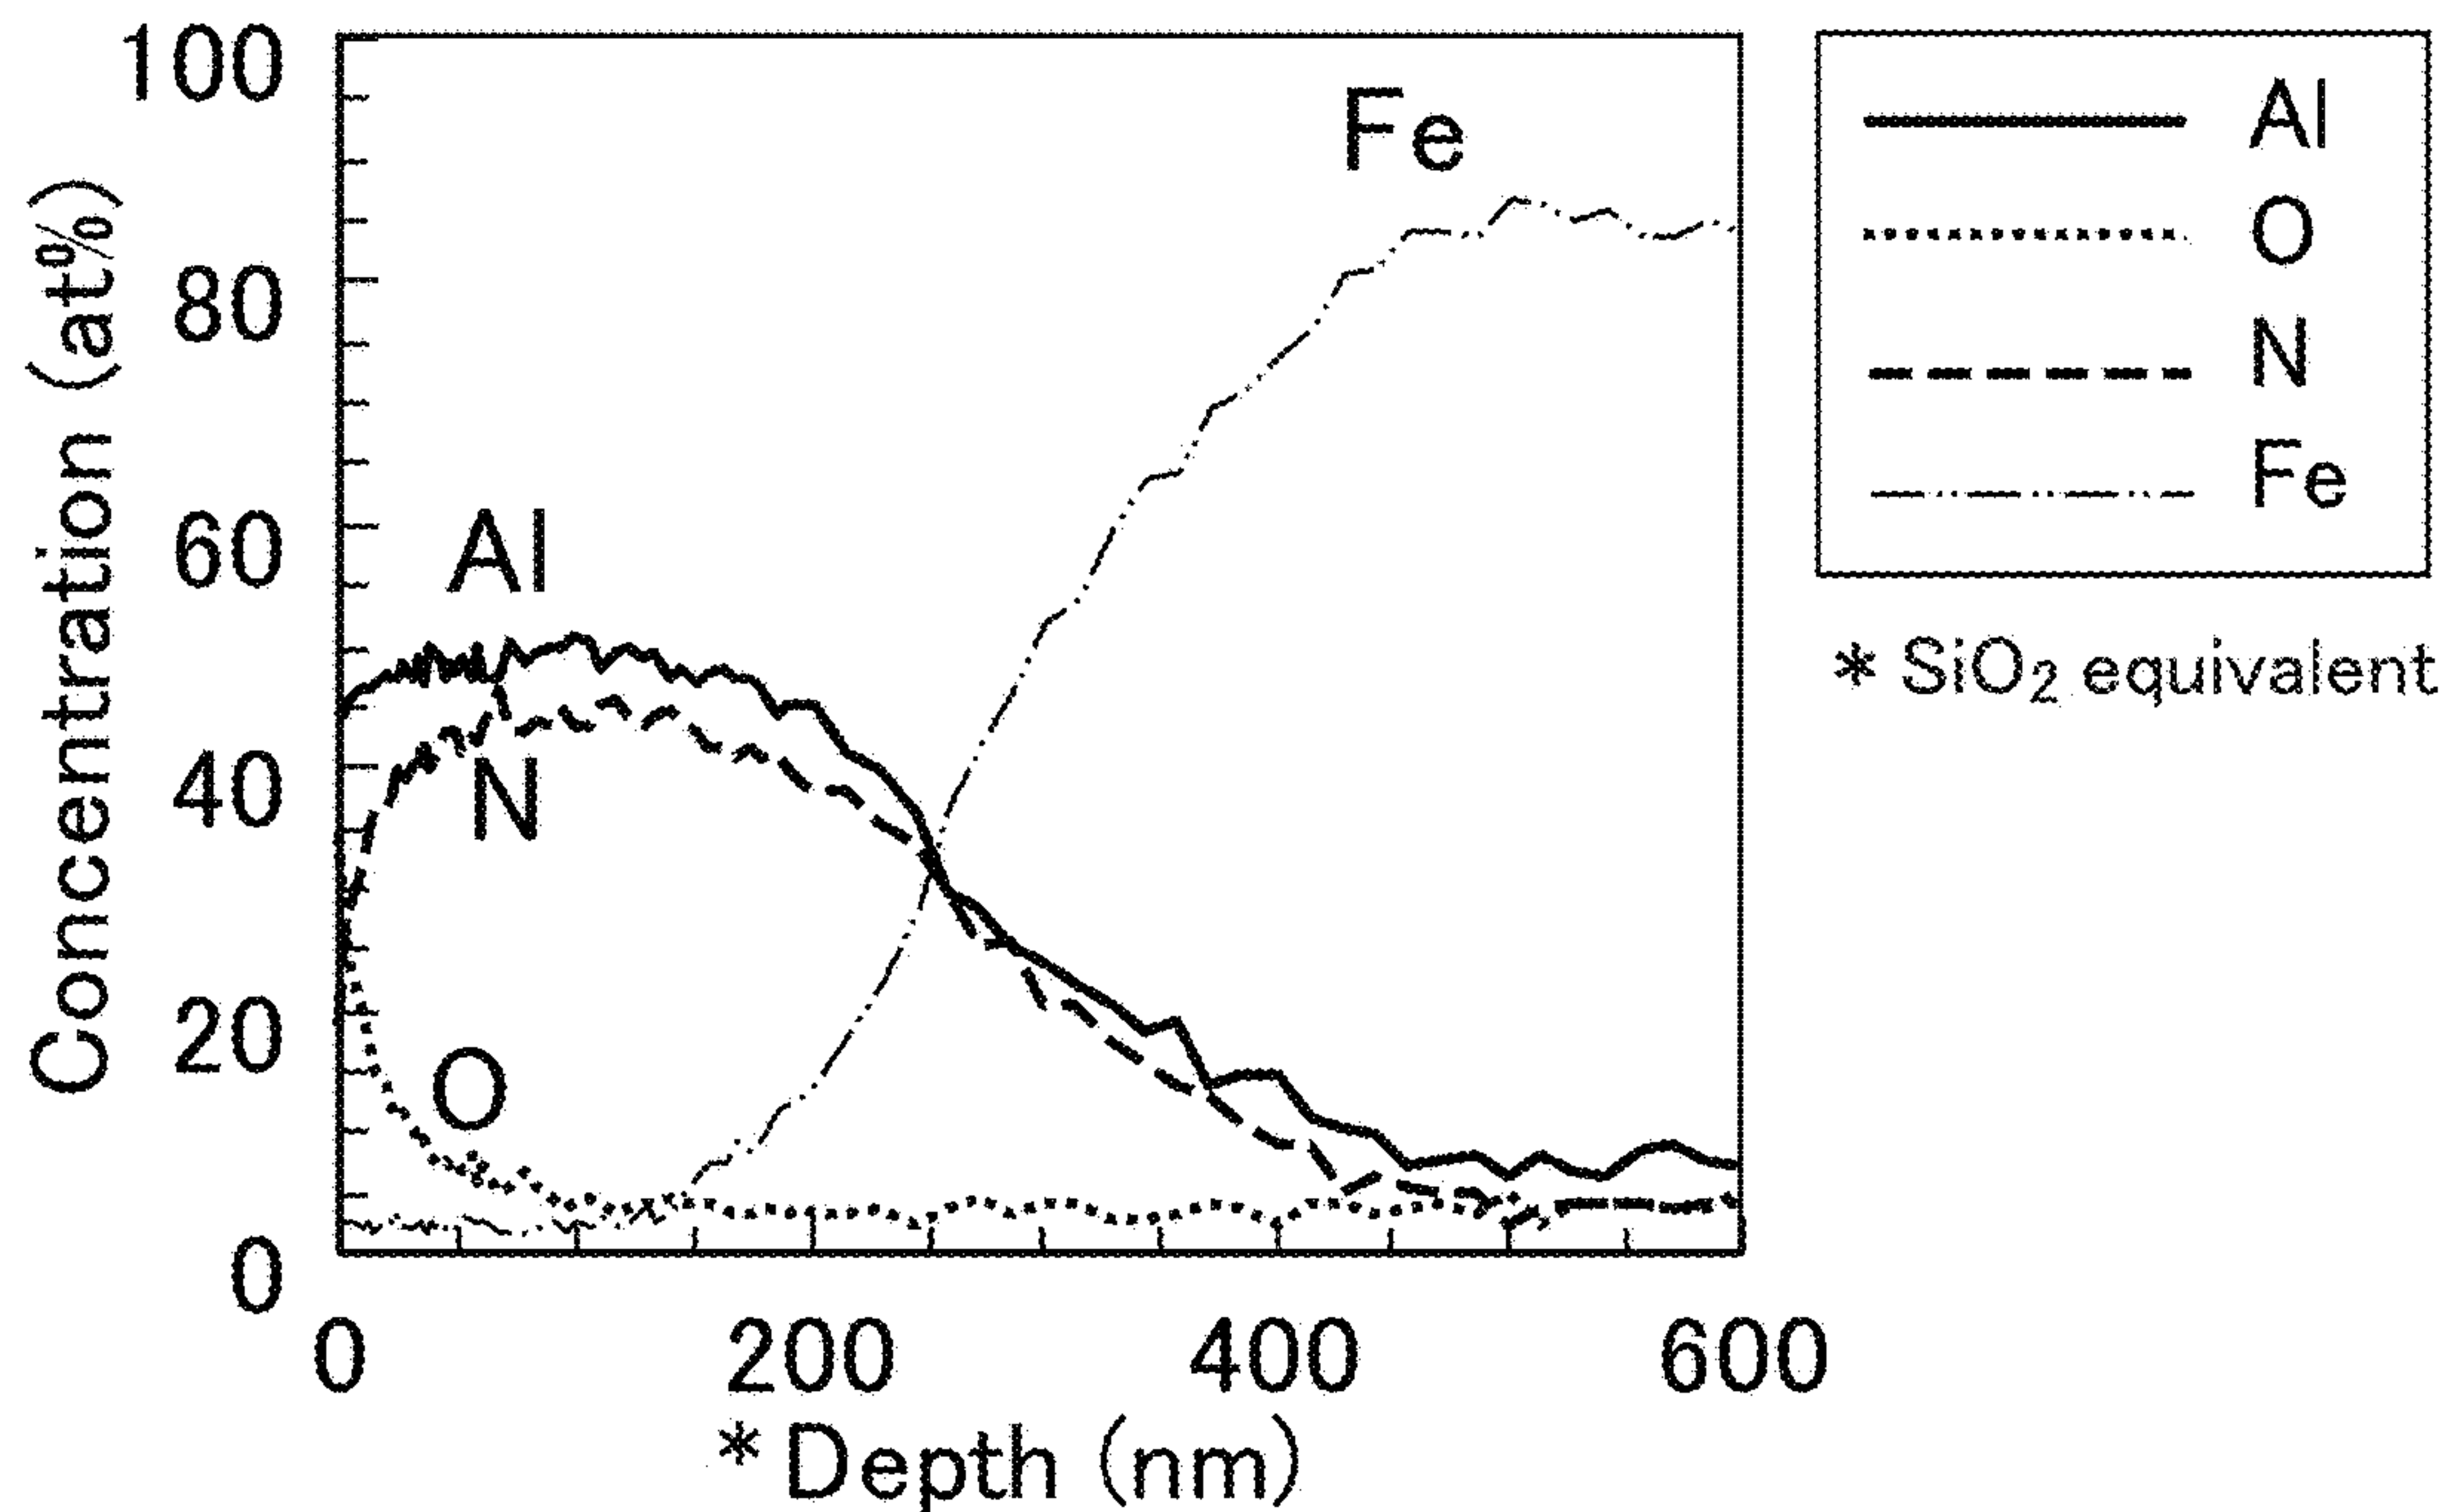 Concentration (at%)
100
80
60
40
20
0
Fe
Al
N
O
0 200 400 600
* Depth (nm)
Al
O
N
Fe
* SiO2 equivalent